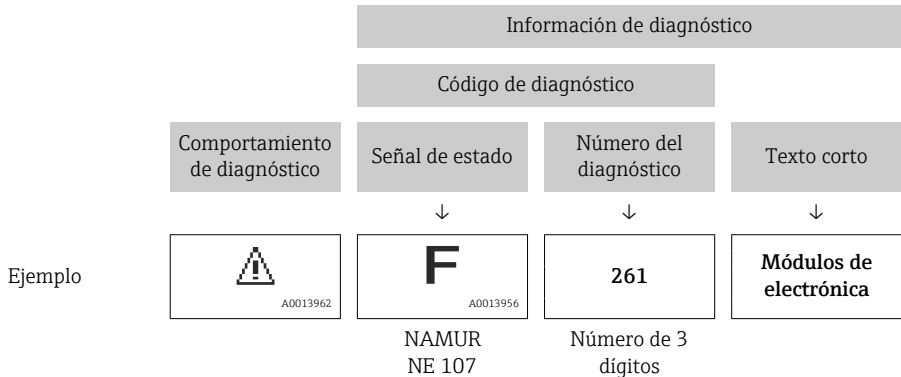 Información de diagnóstico
Código de diagnóstico
Comportamiento
de diagnóstico
Señal de estado
Número del
diagnóstico
Texto corto
↓ ↓ ↓
Ejemplo
A0013962
F
A0013956
261
Módulos de
electrónica
NAMUR
NE 107
Número de 3
dígitos